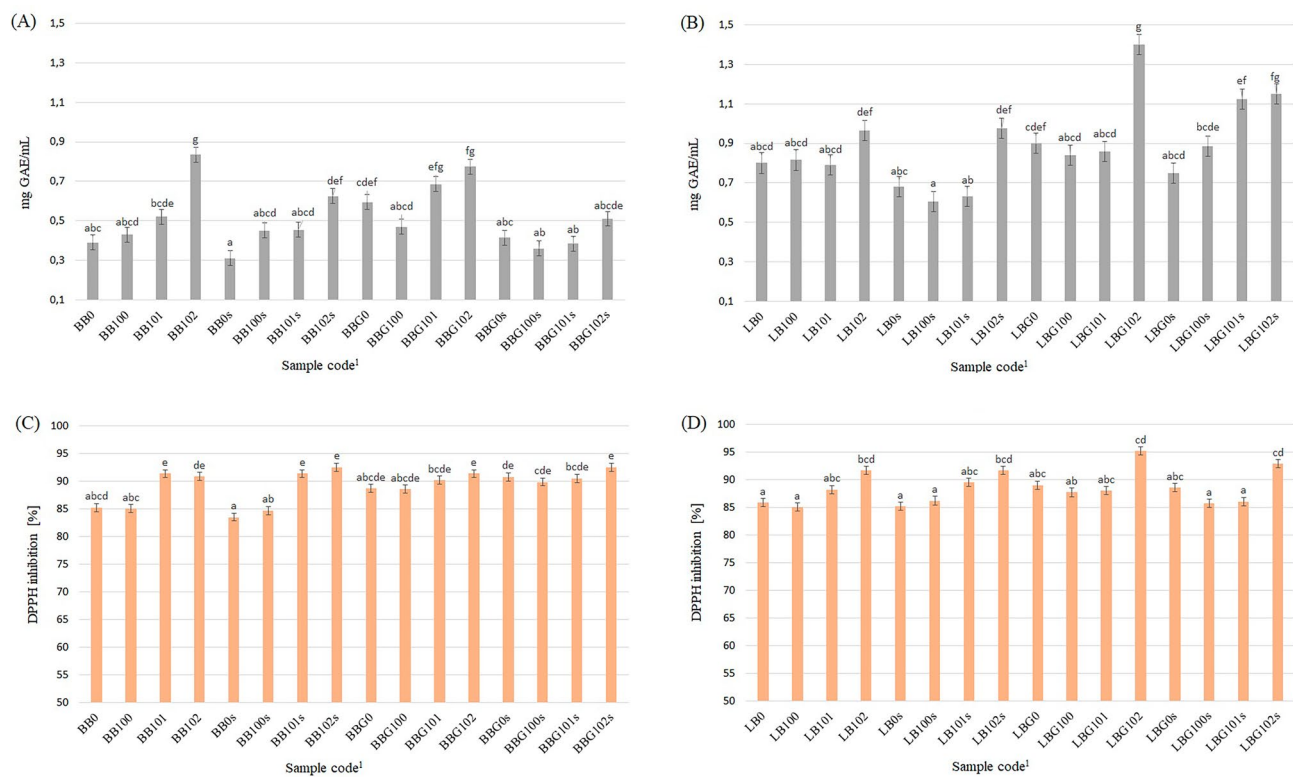 (A)
1,5
1,3
1,1
0,9
0,7
0,5
0,3
0,1
mg GAE/mL
abc
abcd
bcde
g
a
abcd
abcd
def
cdef
abcd
efg
fg
abc
ab
ab
abcde
BB0
BB100
BB101
BB102
BB0s
BB100s
BB101s
BB102s
BBG0
BBG100
BBG101
BBG102
BBG0s
BBG100s
BBG101s
BBG102s
Sample code1
(B)
1,5
1,3
1,1
0,9
0,7
0,5
0,3
0,1
mg GAE/mL
abcd
abcd
abcd
def
abc
a
ab
def
cdef
abcd
abcd
g
abcd
bcde
ef
fg
LB0
LB100
LB101
LB102
LB0s
LB100s
LB101s
LB102s
LBG0
LBG100
LBG101
LBG102
LBG0s
LBG100s
LBG101s
LBG102s
Sample code1
(C)
100
95
90
85
80
75
70
65
60
55
50
DPPH inhibition [%]
abcd
abc
e
de
a
ab
e
e
abcde
abcde
bcde
e
de
cde
bcde
e
BB0
BB100
BB101
BB102
BB0s
BB100s
BB101s
BB102s
BBG0
BBG100
BBG101
BBG102
BBG0s
BBG100s
BBG101s
BBG102s
Sample code1
(D)
100
95
90
85
80
75
70
65
60
55
50
DPPH inhibition [%]
a
a
abc
bcd
a
a
abc
bcd
abc
ab
abc
cd
abc
a
a
cd
LB0
LB100
LB101
LB102
LB0s
LB100s
LB101s
LB102s
LBG0
LBG100
LBG101
LBG102
LBG0s
LBG100s
LBG101s
LBG102s
Sample code1